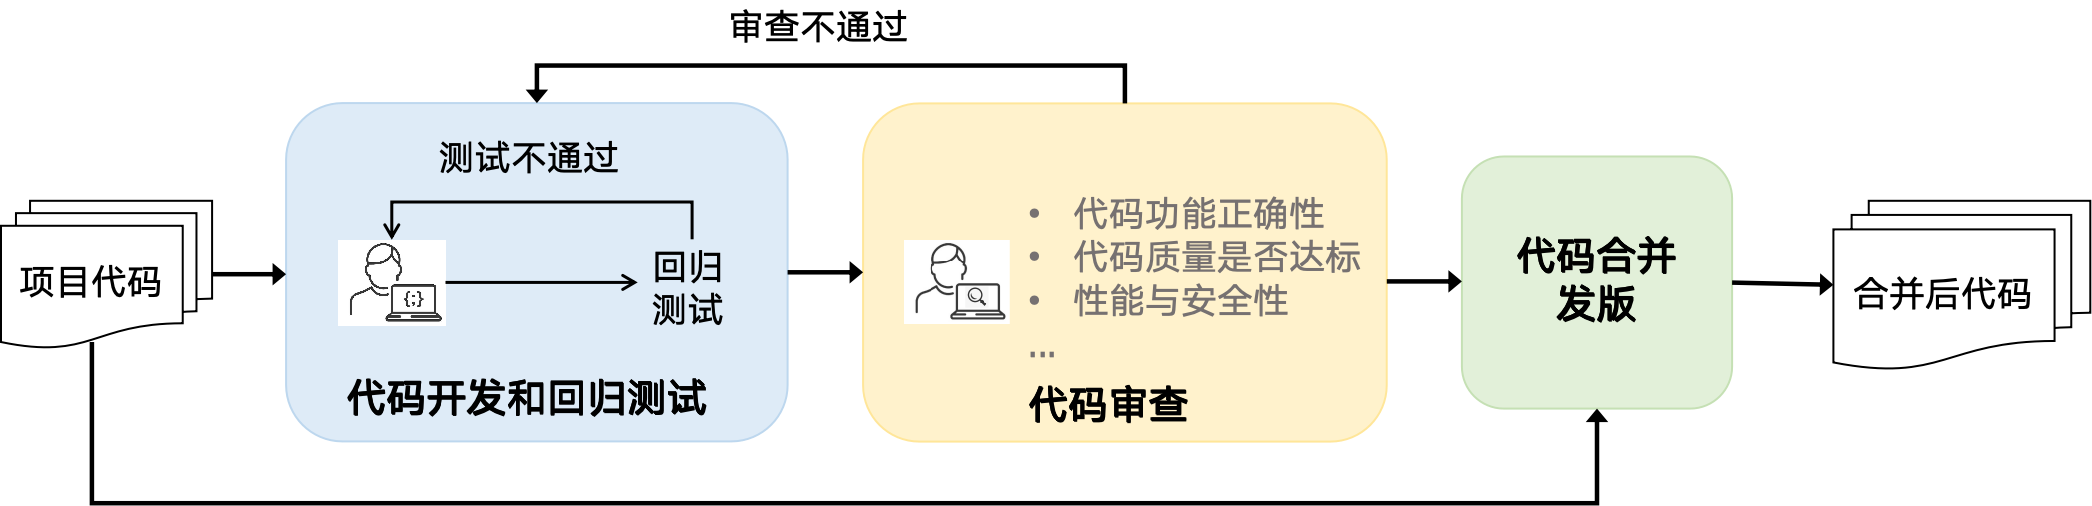 审查不通过
项目代码
测试不通过
{;}
回归
测试
代码开发和回归测试
• 代码功能正确性
• 代码质量是否达标
• 性能与安全性
...
代码审查
代码合并
发版
合并后代码